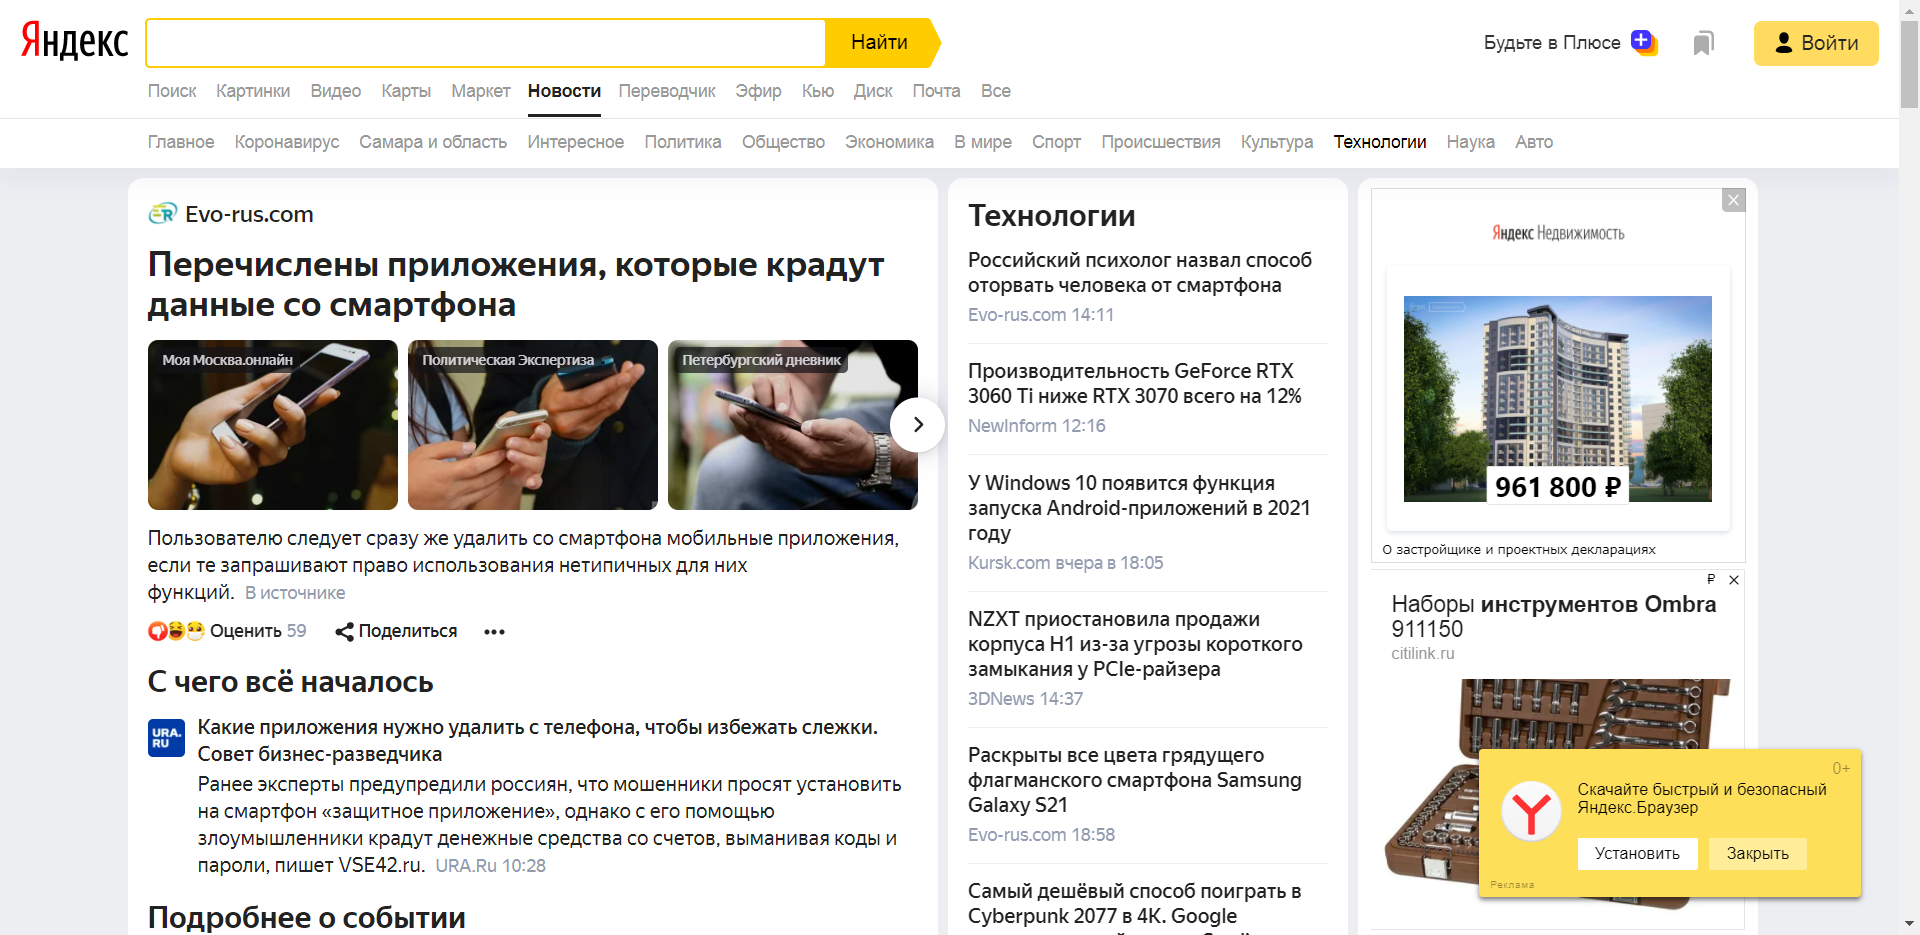 Яндекс
Найти
Будьте в Плюсе
Войти
Поиск Картинки Видео Карты Маркет Новости Переводчик Эфир Кью Диск Почта Все
Главное Коронавирус Самара и область Интересное Политика Общество Экономика В мире Спорт Происшествия Культура Технологии Наука Авто
Evo-rus.com
Перечислены приложения, которые крадут
данные со смартфона
Моя Москва.онлайн
Политическая Экспертиза
Петербургский дневник
Пользователю следует сразу же удалить со смартфона мобильные приложения,
если те запрашивают право использования нетипичных для них
функций. В источнике
Оценить 59 Поделиться
С чего всё началось
URA.
RU
Какие приложения нужно удалить с телефона, чтобы избежать слежки.
Совет бизнес-разведчика
Ранее эксперты предупредили россиян, что мошенники просят установить
на смартфон «защитное приложение», однако с его помощью
злоумышленники крадут денежные средства со счетов, выманивая коды и
пароли, пишет VSE42.ru. URA.Ru 10:28
Подробнее о событии
Технологии
Российский психолог назвал способ
оторвать человека от смартфона
Evo-rus.com 14:11
Производительность GeForce RTX
3060 Ti ниже RTX 3070 всего на 12%
NewInform 12:16
У Windows 10 появится функция
запуска Android-приложений в 2021
году
Kursk.com вчера в 18:05
NZXT приостановила продажи
корпуса H1 из-за угрозы короткого
замыкания у PCIe-райзера
3DNews 14:37
Раскрыты все цвета грядущего
флагманского смартфона Samsung
Galaxy S21
Evo-rus.com 18:58
Самый дешёвый способ поиграть в
Cyberpunk 2077 в 4K. Google
Яндекс Недвижимость
961 800 ₽
О застройщике и проектных декларациях
₽
Наборы инструментов Ombra
911150
citilink.ru
0+
Скачайте быстрый и безопасный
Яндекс.Браузер
Установить
Закрыть
Реклама